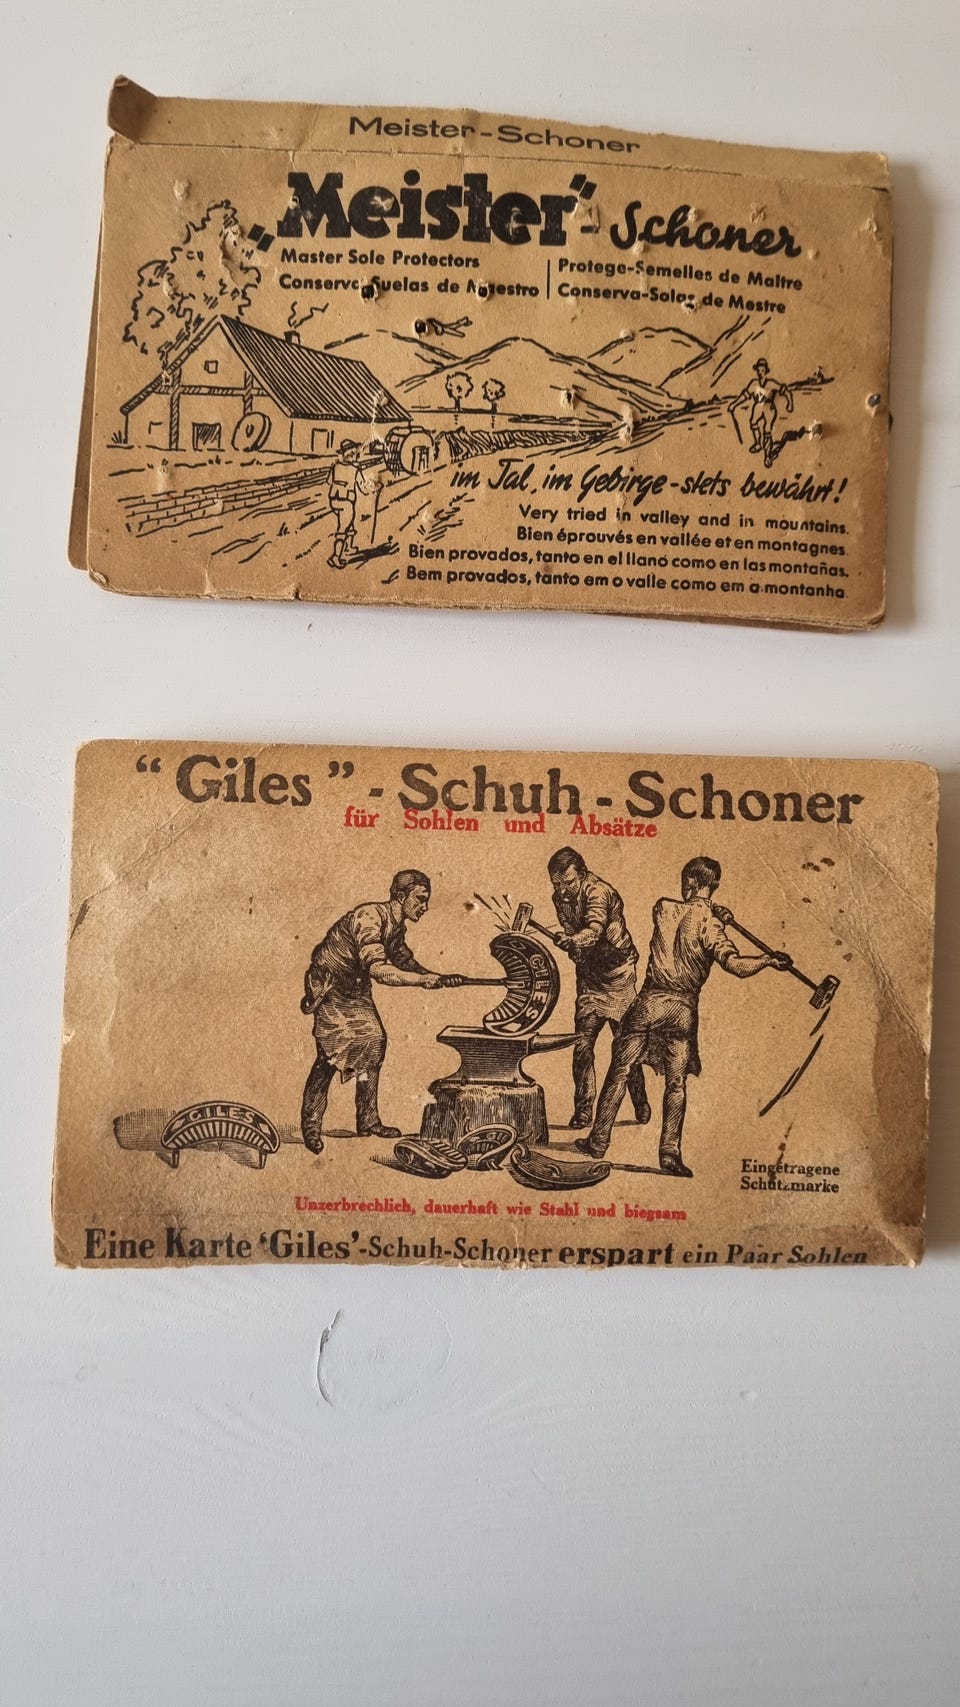 Meister-Schoner
"Meister"-Schoner
Master Sole Protectors
Conserva-Suelas de Maestro
Protege-Semelles de Maître
Conserva-Solas de Mestre
im Tal, im Gebirge-stets bewährt!
Very tried in valley and in mountains.
Bien éprouvés en vallée et en montagnes.
Bien provados, tanto en el llano como en las montañas.
Bem provados, tanto em o valle como em a montanha.
"Giles"-Schuh-Schoner
für Sohlen und Absätze
GILES
GILES
Eingetragene
Schutzmarke
Unzerbrechlich, dauerhaft wie Stahl und biegsam
Eine Karte 'Giles'-Schuh-Schoner erspart ein Paar Sohlen